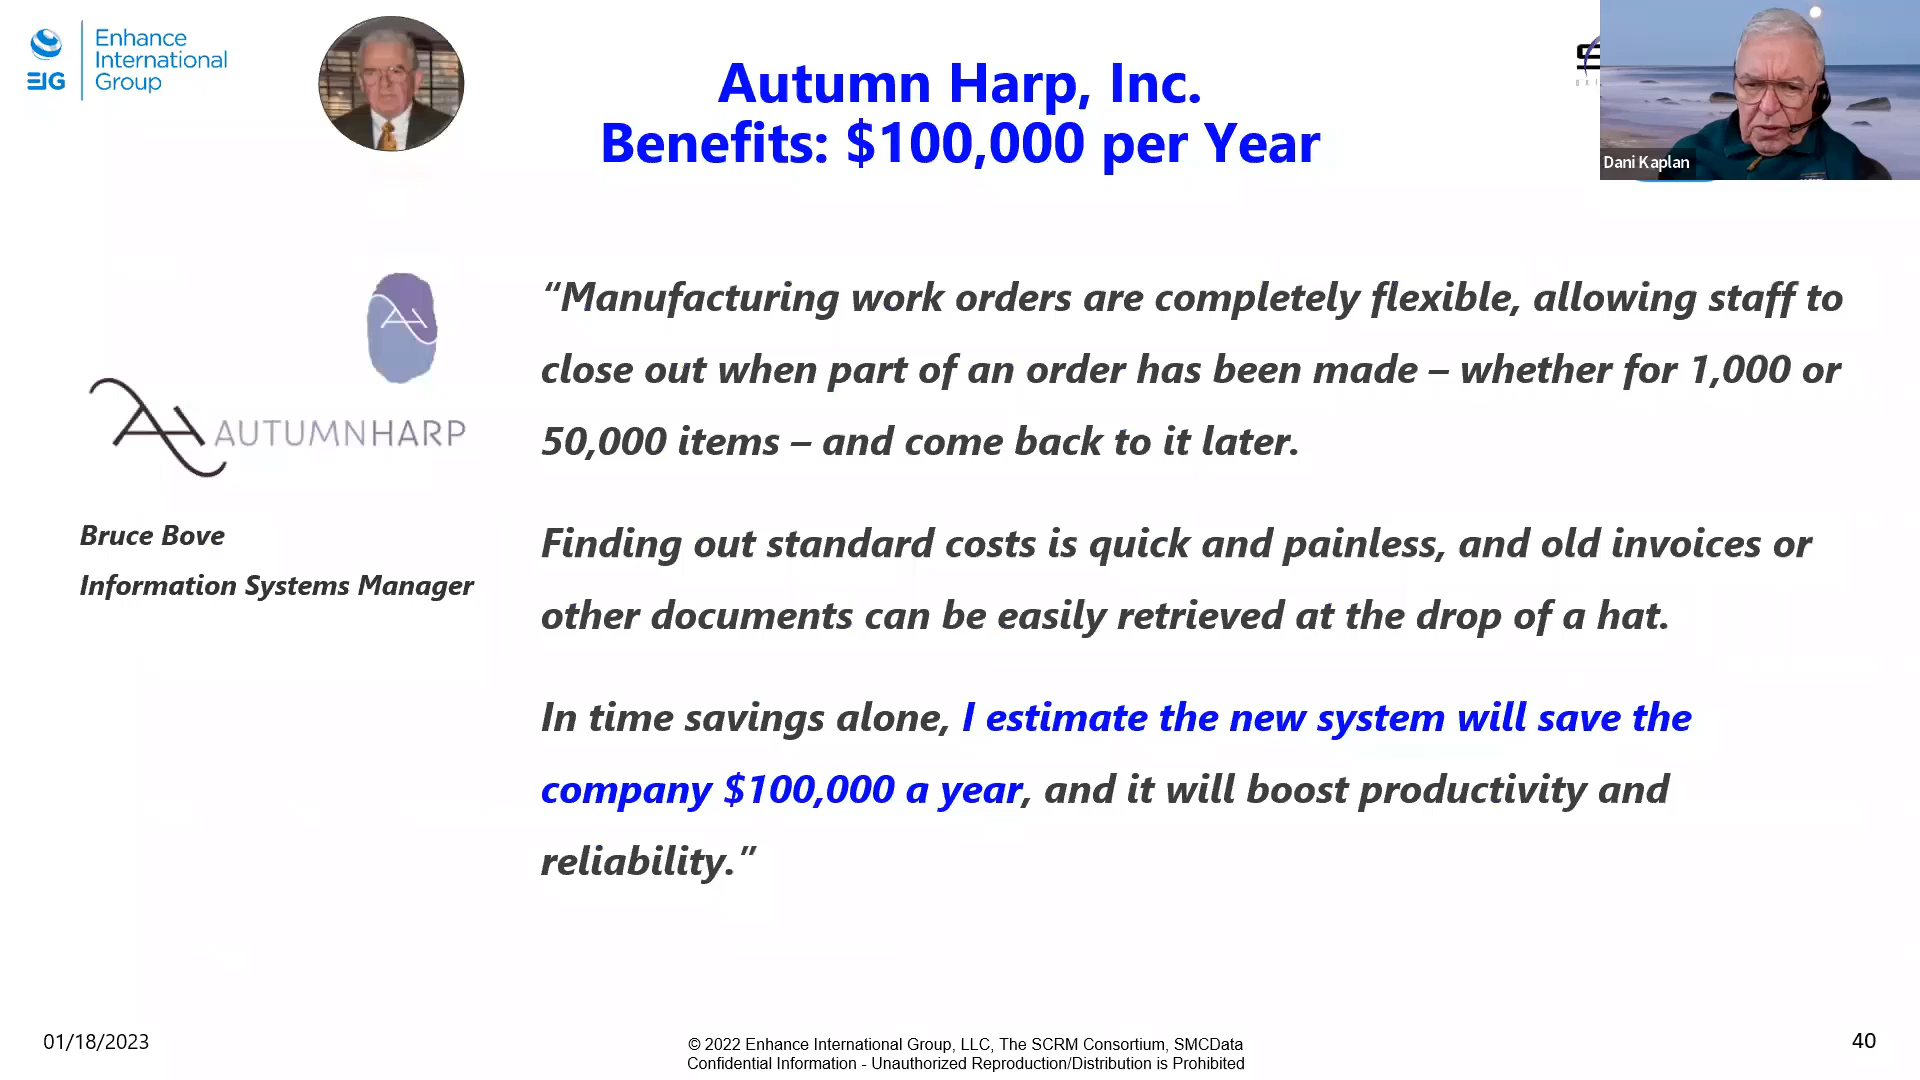 Enhance
International
Group
EIG
Autumn Harp, Inc.
Benefits: $100,000 per Year
Dani Kaplan
“Manufacturing work orders are completely flexible, allowing staff to
close out when part of an order has been made – whether for 1,000 or
50,000 items – and come back to it later.
AUTUMNHARP
Bruce Bove
Information Systems Manager
Finding out standard costs is quick and painless, and old invoices or
other documents can be easily retrieved at the drop of a hat.
In time savings alone, I estimate the new system will save the
company $100,000 a year, and it will boost productivity and
reliability.”
01/18/2023
© 2022 Enhance International Group, LLC, The SCRM Consortium, SMCData
Confidential Information - Unauthorized Reproduction/Distribution is Prohibited
40